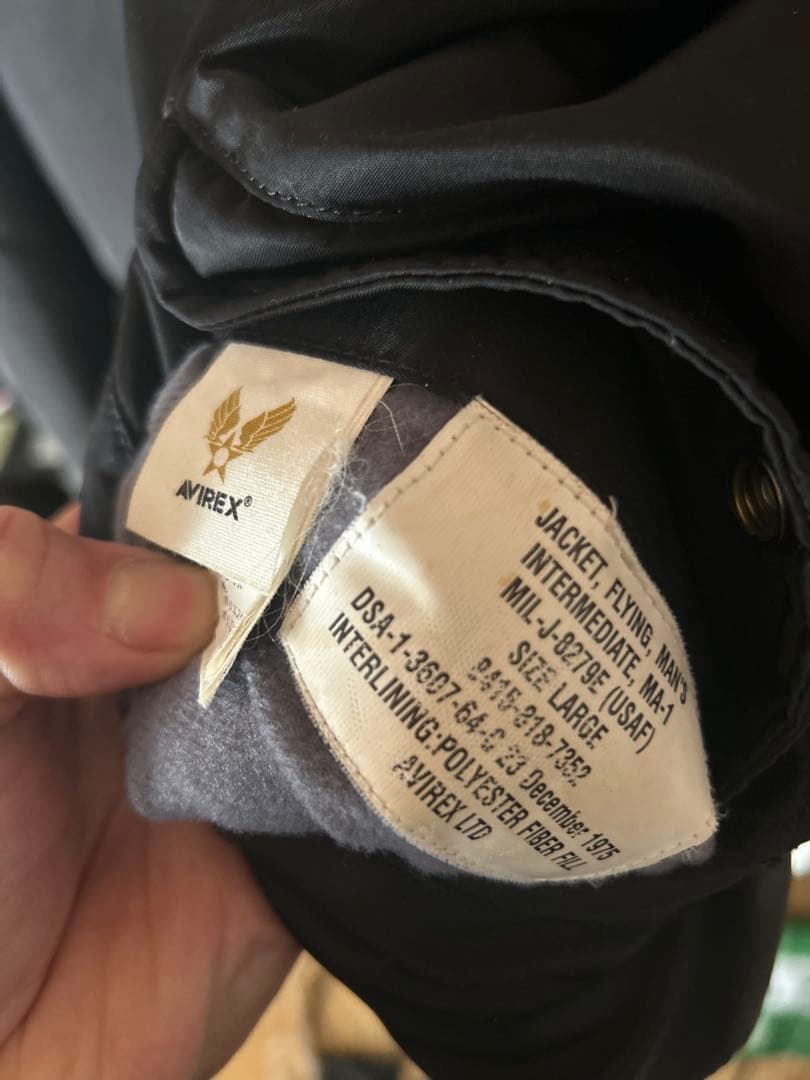 AVIREX®
JACKET, FLYING, MAN'S
INTERMEDIATE, MA-1
MIL-J-8279E (USAF)
SIZE LARGE
8415-818-7352
DSA-1-3607-64-C 23 December 1975
INTERLINING:POLYESTER FIBER FILL
AVIREX LTD